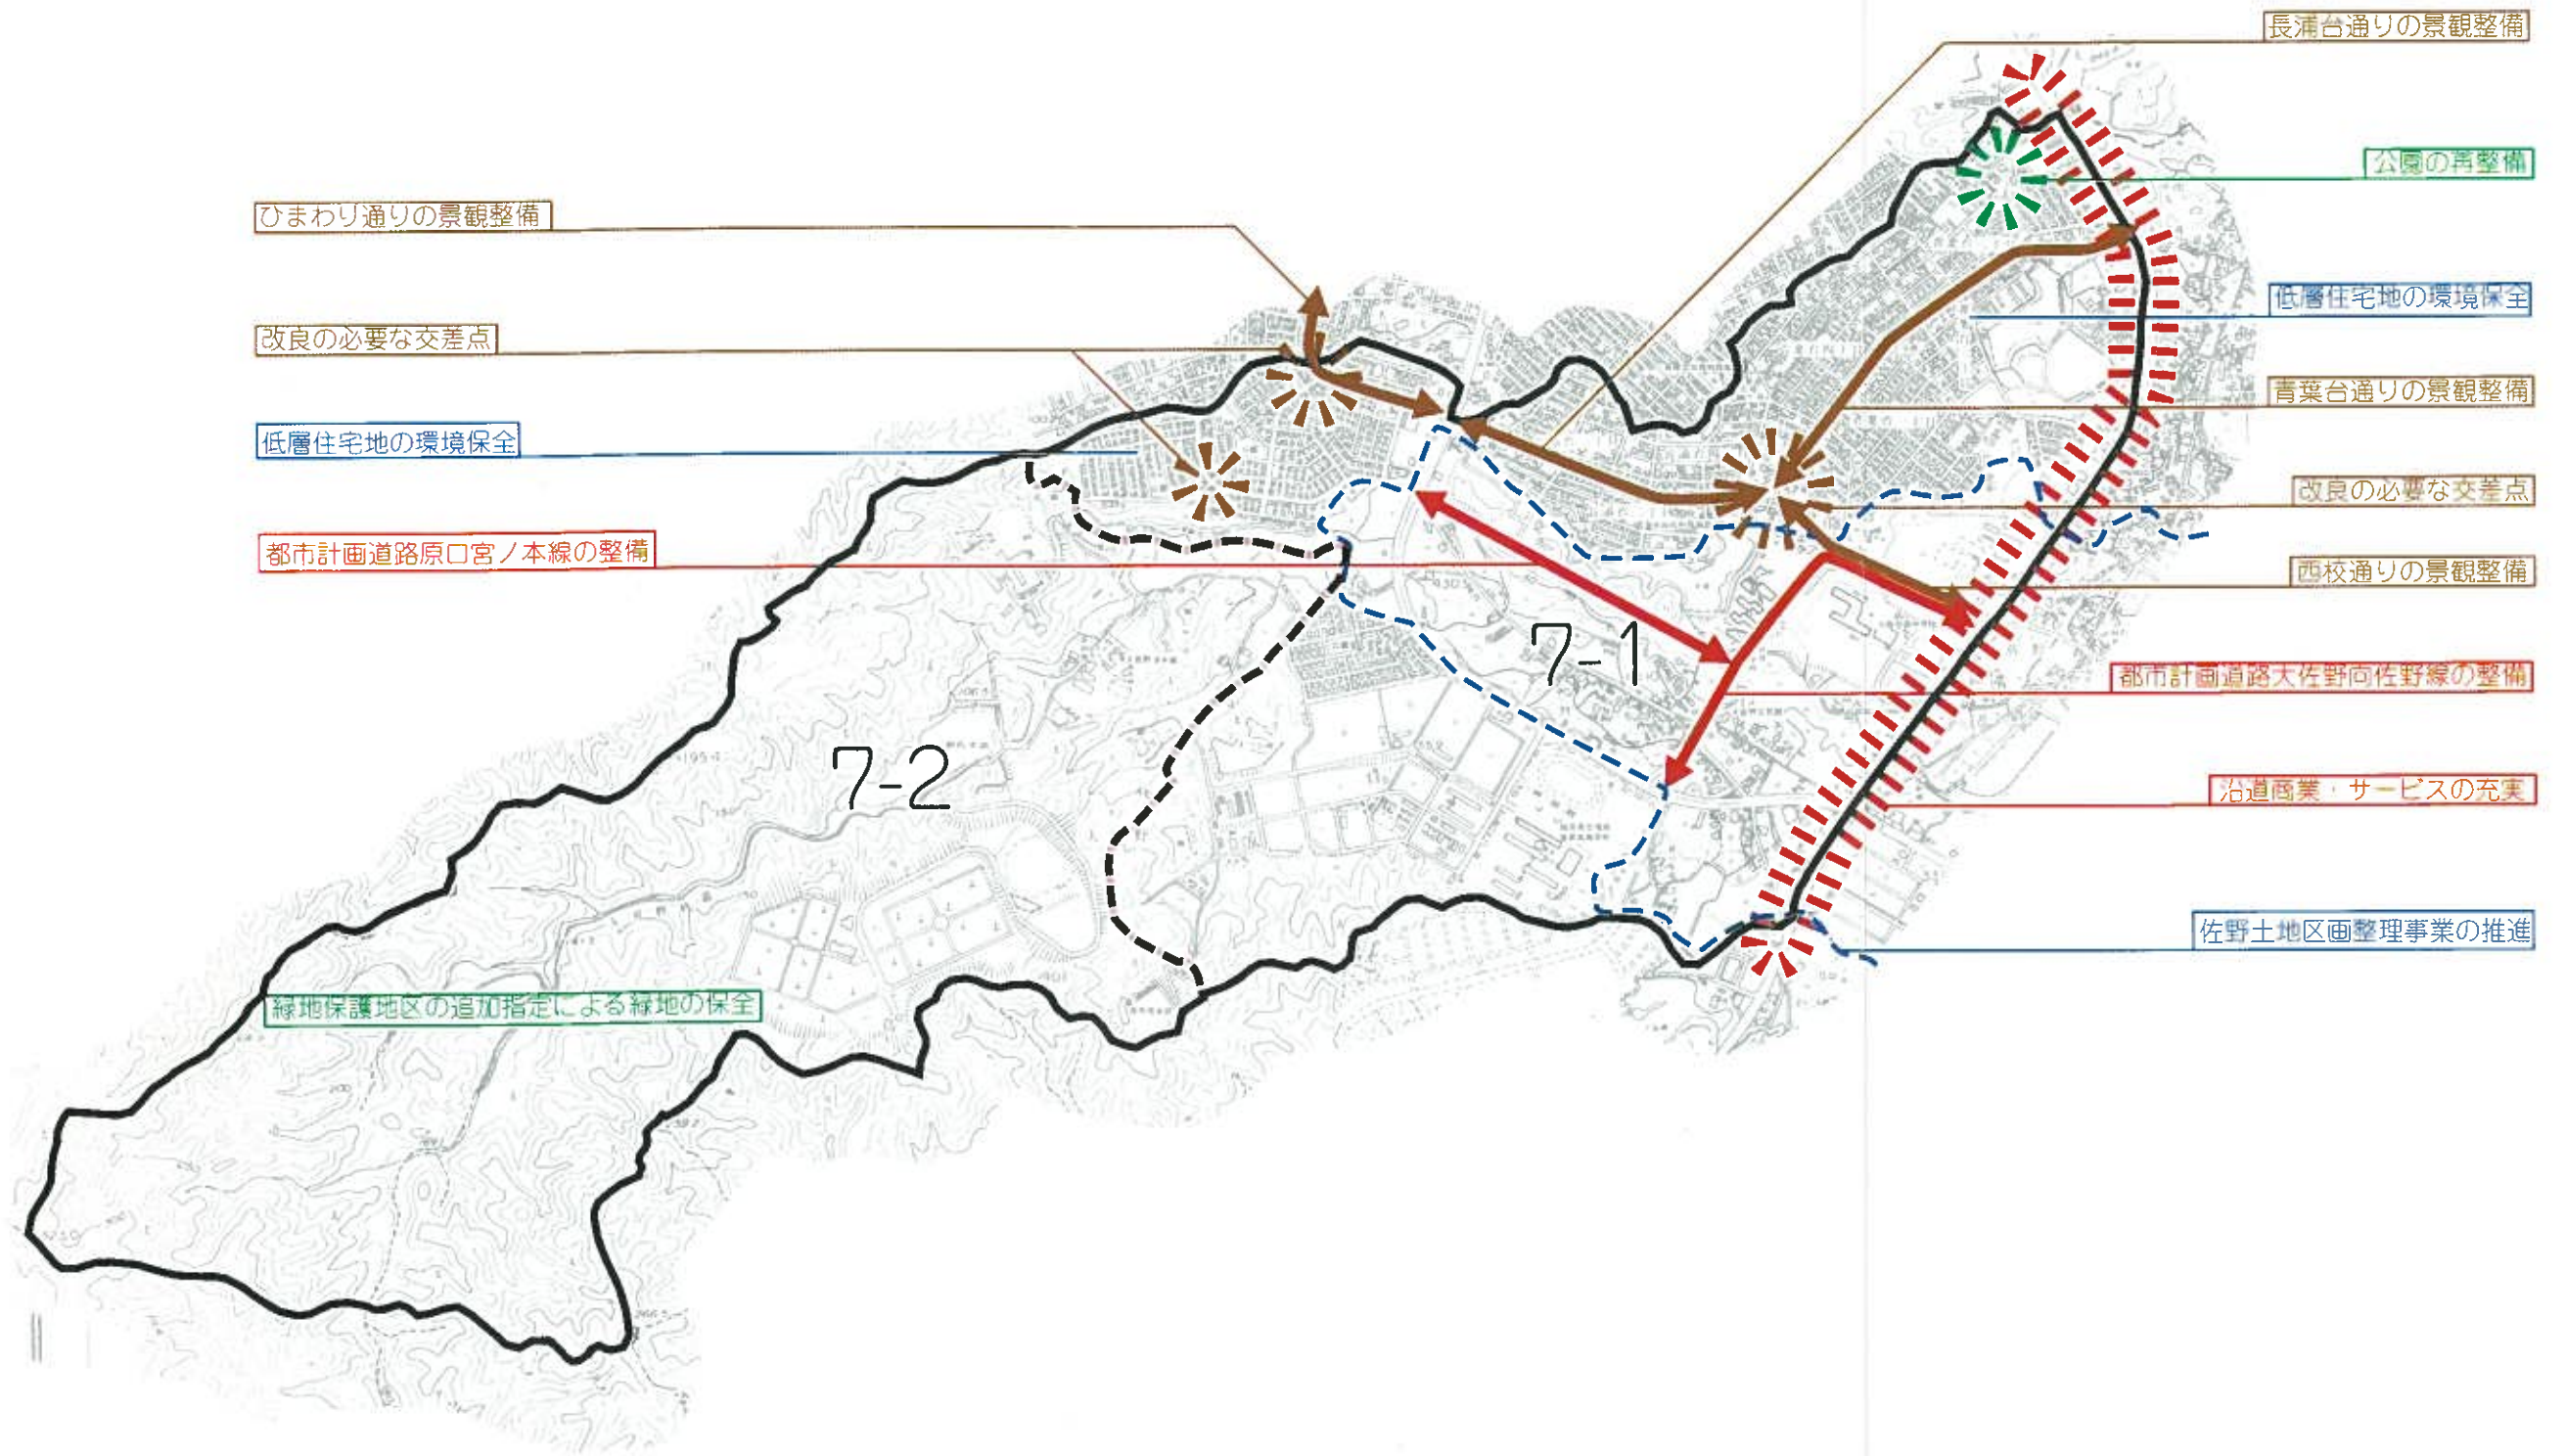 長浦台通りの景観整備
公園の再整備
ひまわり通りの景観整備
低層住宅地の環境保全
改良の必要な交差点
青葉台通りの景観整備
低層住宅地の環境保全
改良の必要な交差点
都市計画道路原口宮ノ本線の整備
西校通りの景観整備
7-1
都市計画道路大佐野向佐野線の整備
7-2
沿道商業・サービスの充実
佐野土地区画整理事業の推進
緑地保護地区の追加指定による緑地の保全